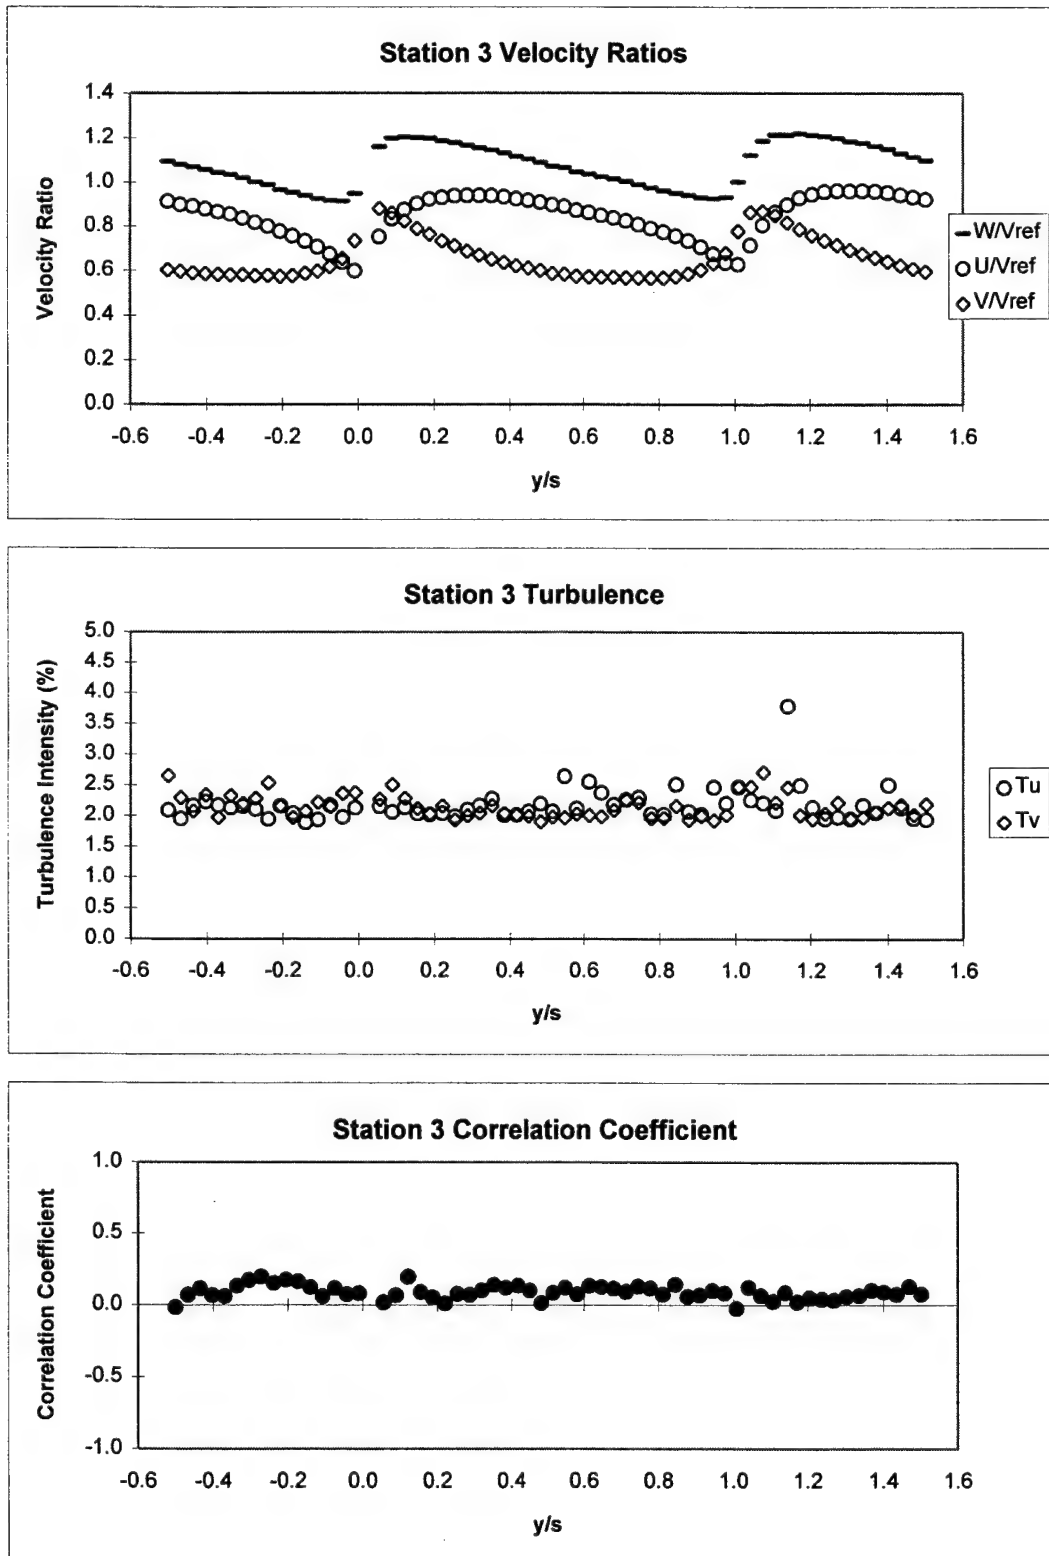 Station 3 Velocity Ratios
1.4
1.2
1.0
0.8
0.6
0.4
0.2
0.0
Velocity Ratio
-0.6 -0.4 -0.2 0.0 0.2 0.4 0.6 0.8 1.0 1.2 1.4 1.6
y/s
W/Vref
U/Vref
V/Vref
Station 3 Turbulence
5.0
4.5
4.0
3.5
3.0
2.5
2.0
1.5
1.0
0.5
0.0
Turbulence Intensity (%)
-0.6 -0.4 -0.2 0.0 0.2 0.4 0.6 0.8 1.0 1.2 1.4 1.6
y/s
Tu
Tv
Station 3 Correlation Coefficient
1.0
0.5
0.0
-0.5
-1.0
Correlation Coefficient
-0.6 -0.4 -0.2 0.0 0.2 0.4 0.6 0.8 1.0 1.2 1.4 1.6
y/s